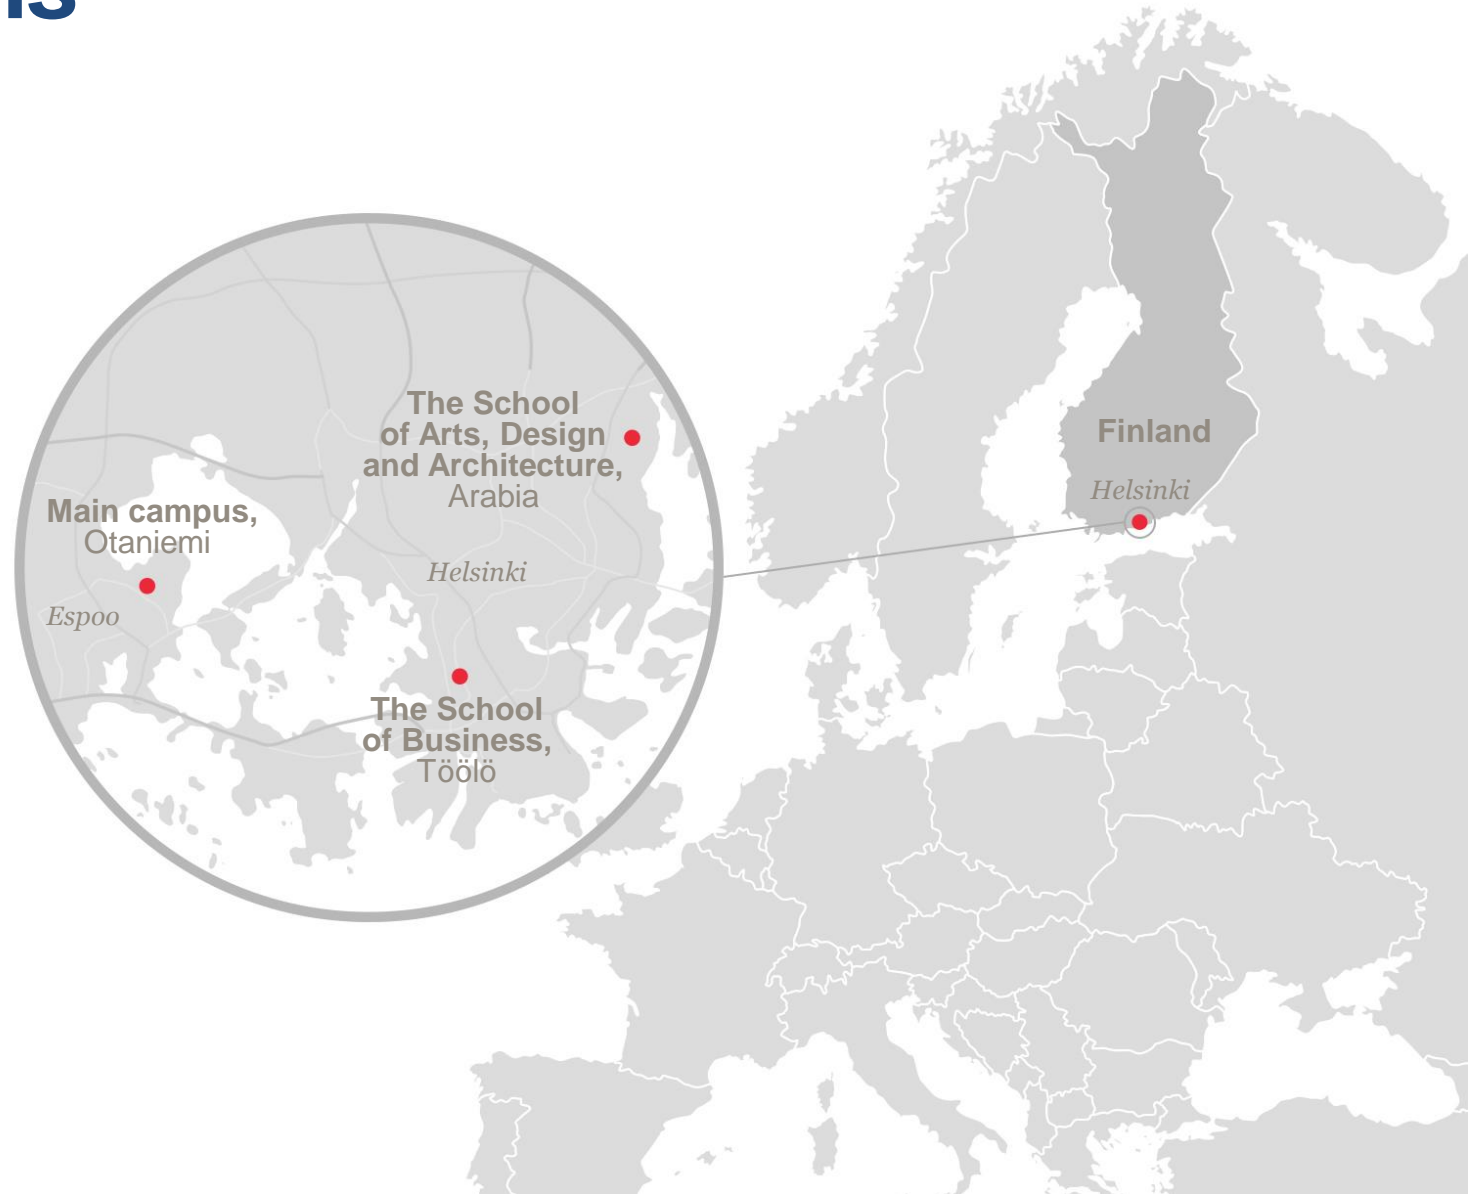 The School
of Arts, Design
and Architecture,
Arabia
Finland
Helsinki
Main campus,
Otaniemi
Helsinki
Espoo
The School
of Business,
Töölö